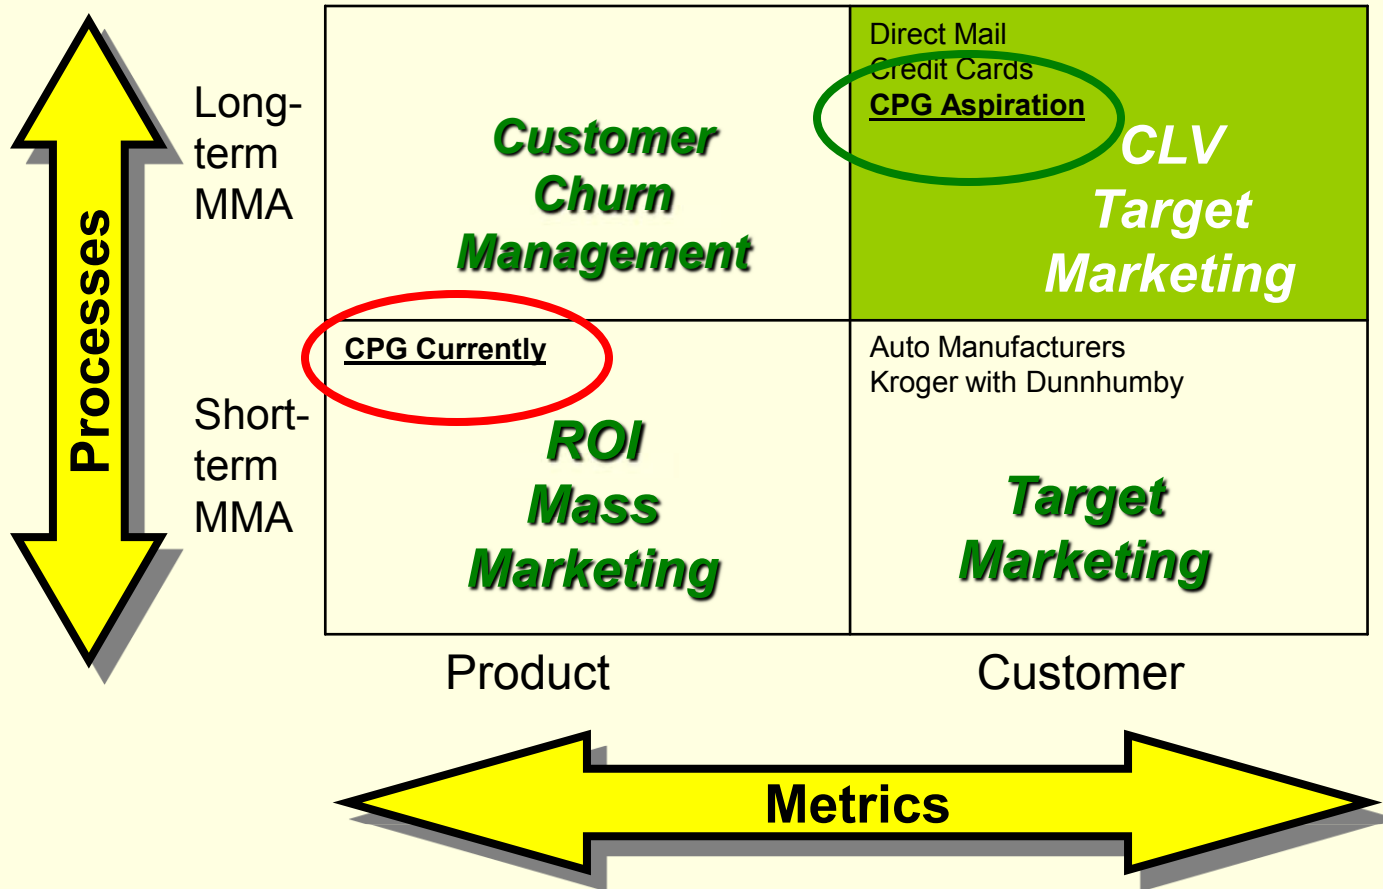 Processes
Long-
term
MMA
Customer
Churn
Management
Direct Mail
Credit Cards
CPG Aspiration
CLV
Target
Marketing
Short-
term
MMA
CPG Currently
ROI
Mass
Marketing
Auto Manufacturers
Kroger with Dunnhumby
Target
Marketing
Product
Customer
Metrics